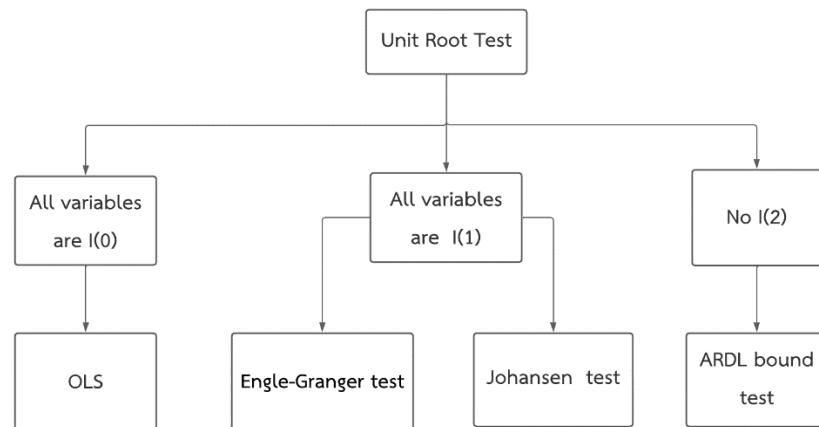 Unit Root Test
All variables
are I(0)
All variables
are I(1)
No I(2)
OLS
Engle-Granger test
Johansen test
ARDL bound
test